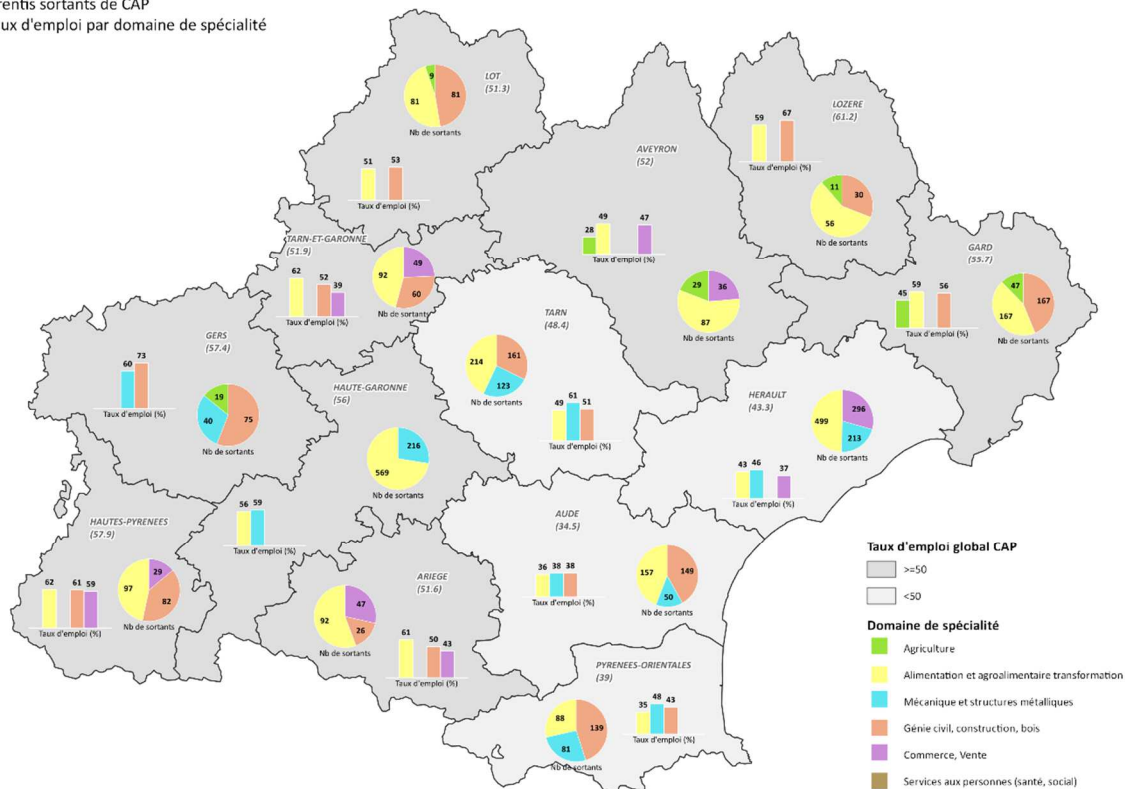 rentis sortants de CAP
ux d'emploi par domaine de spécialité
LOT
(51.3)
9
81
81
Nb de sortants
51
53
Taux d'emploi (%)
LOZERE
(61.2)
59
67
Taux d'emploi (%)
11
30
56
Nb de sortants
AVEYRON
(52)
28
49
47
Taux d'emploi (%)
29
36
87
Nb de sortants
TARN-ET-GARONNE
(51.9)
62
52
39
Taux d'emploi (%)
49
92
60
Nb de sortants
GARD
(55.7)
45
59
56
Taux d'emploi (%)
47
167
167
Nb de sortants
GERS
(57.4)
60
73
Taux d'emploi (%)
19
40
75
Nb de sortants
TARN
(48.4)
214
161
123
Nb de sortants
49
61
51
Taux d'emploi (%)
HAUTE-GARONNE
(56)
216
569
Nb de sortants
56
59
Taux d'emploi (%)
HERAULT
(43.3)
499
296
213
Nb de sortants
43
46
37
Taux d'emploi (%)
HAUTES-PYRENEES
(57.9)
62
61
59
Taux d'emploi (%)
29
97
82
Nb de sortants
ARIEGE
(51.6)
47
92
26
Nb de sortants
61
50
43
Taux d'emploi (%)
AUDE
(34.5)
36
38
38
Taux d'emploi (%)
157
149
50
Nb de sortants
PYRENEES-ORIENTALES
(39)
88
139
81
Nb de sortants
35
48
43
Taux d'emploi (%)
Taux d'emploi global CAP
>=50
<50
Domaine de spécialité
Agriculture
Alimentation et agroalimentaire transformation
Mécanique et structures métalliques
Génie civil, construction, bois
Commerce, Vente
Services aux personnes (santé, social)